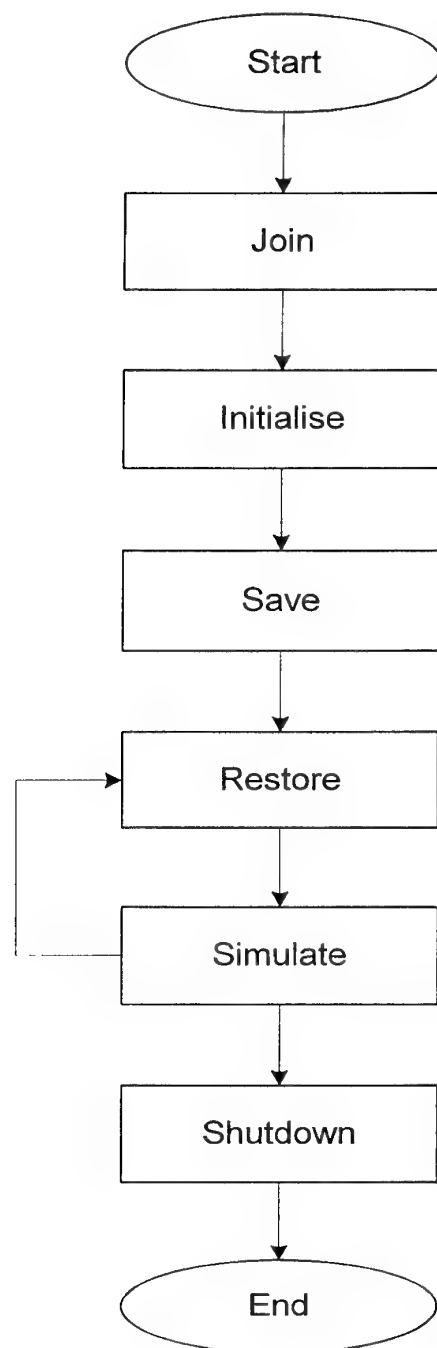 Start
Join
Initialise
Save
Restore
Simulate
Shutdown
End